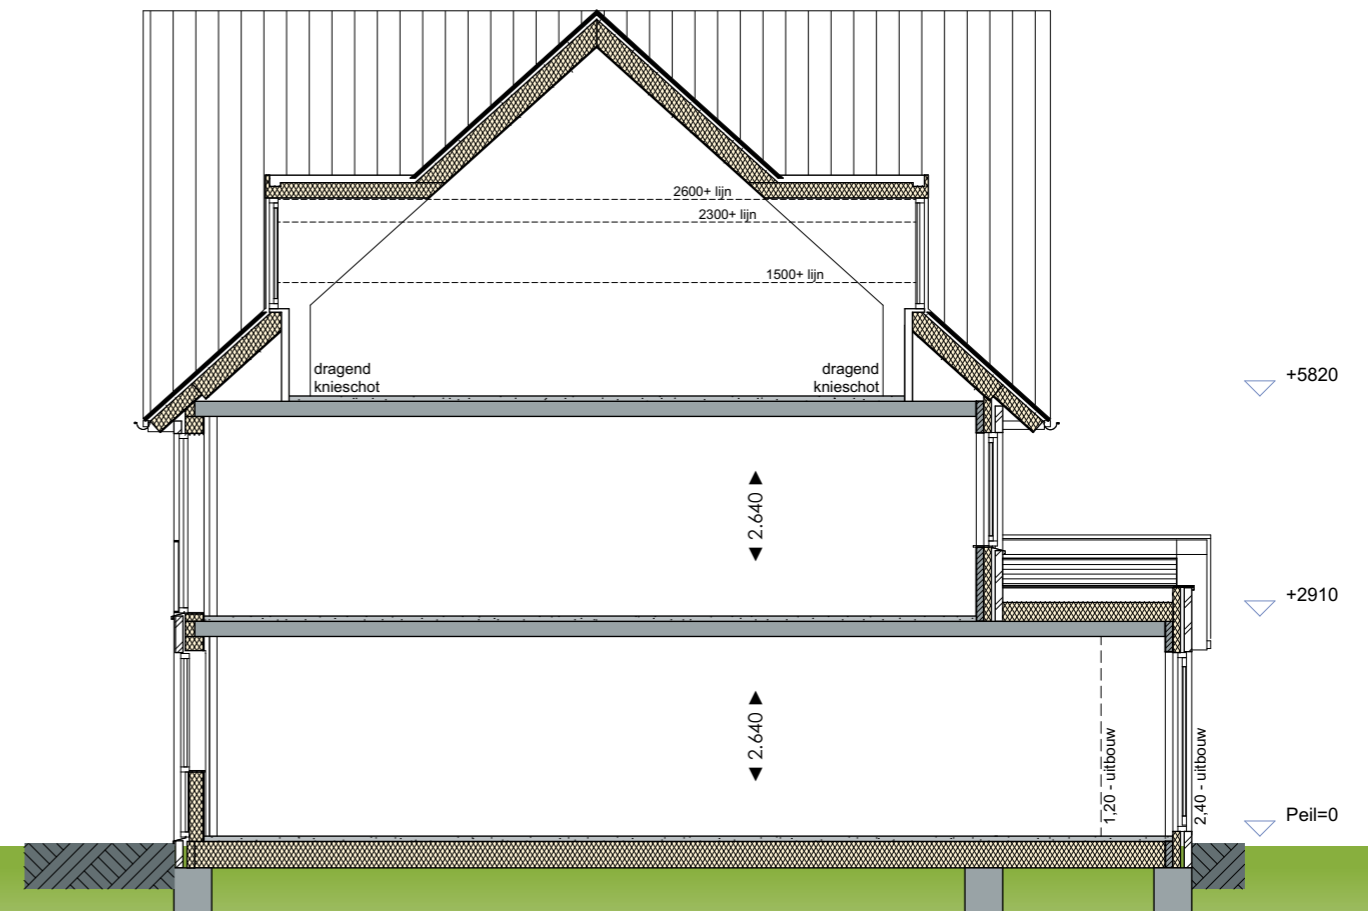 2600+ lijn
2300+ lijn
1500+ lijn
dragend
knieschot
dragend
knieschot
+5820
2.640
+2910
2.640
1,20 - uitbouw
2,40 - uitbouw
Peil=0